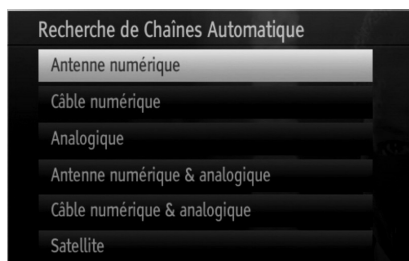 Recherche de Chaînes Automatique
Antenne numérique
Câble numérique
Analogique
Antenne numérique & analogique
Câble numérique & analogique
Satellite